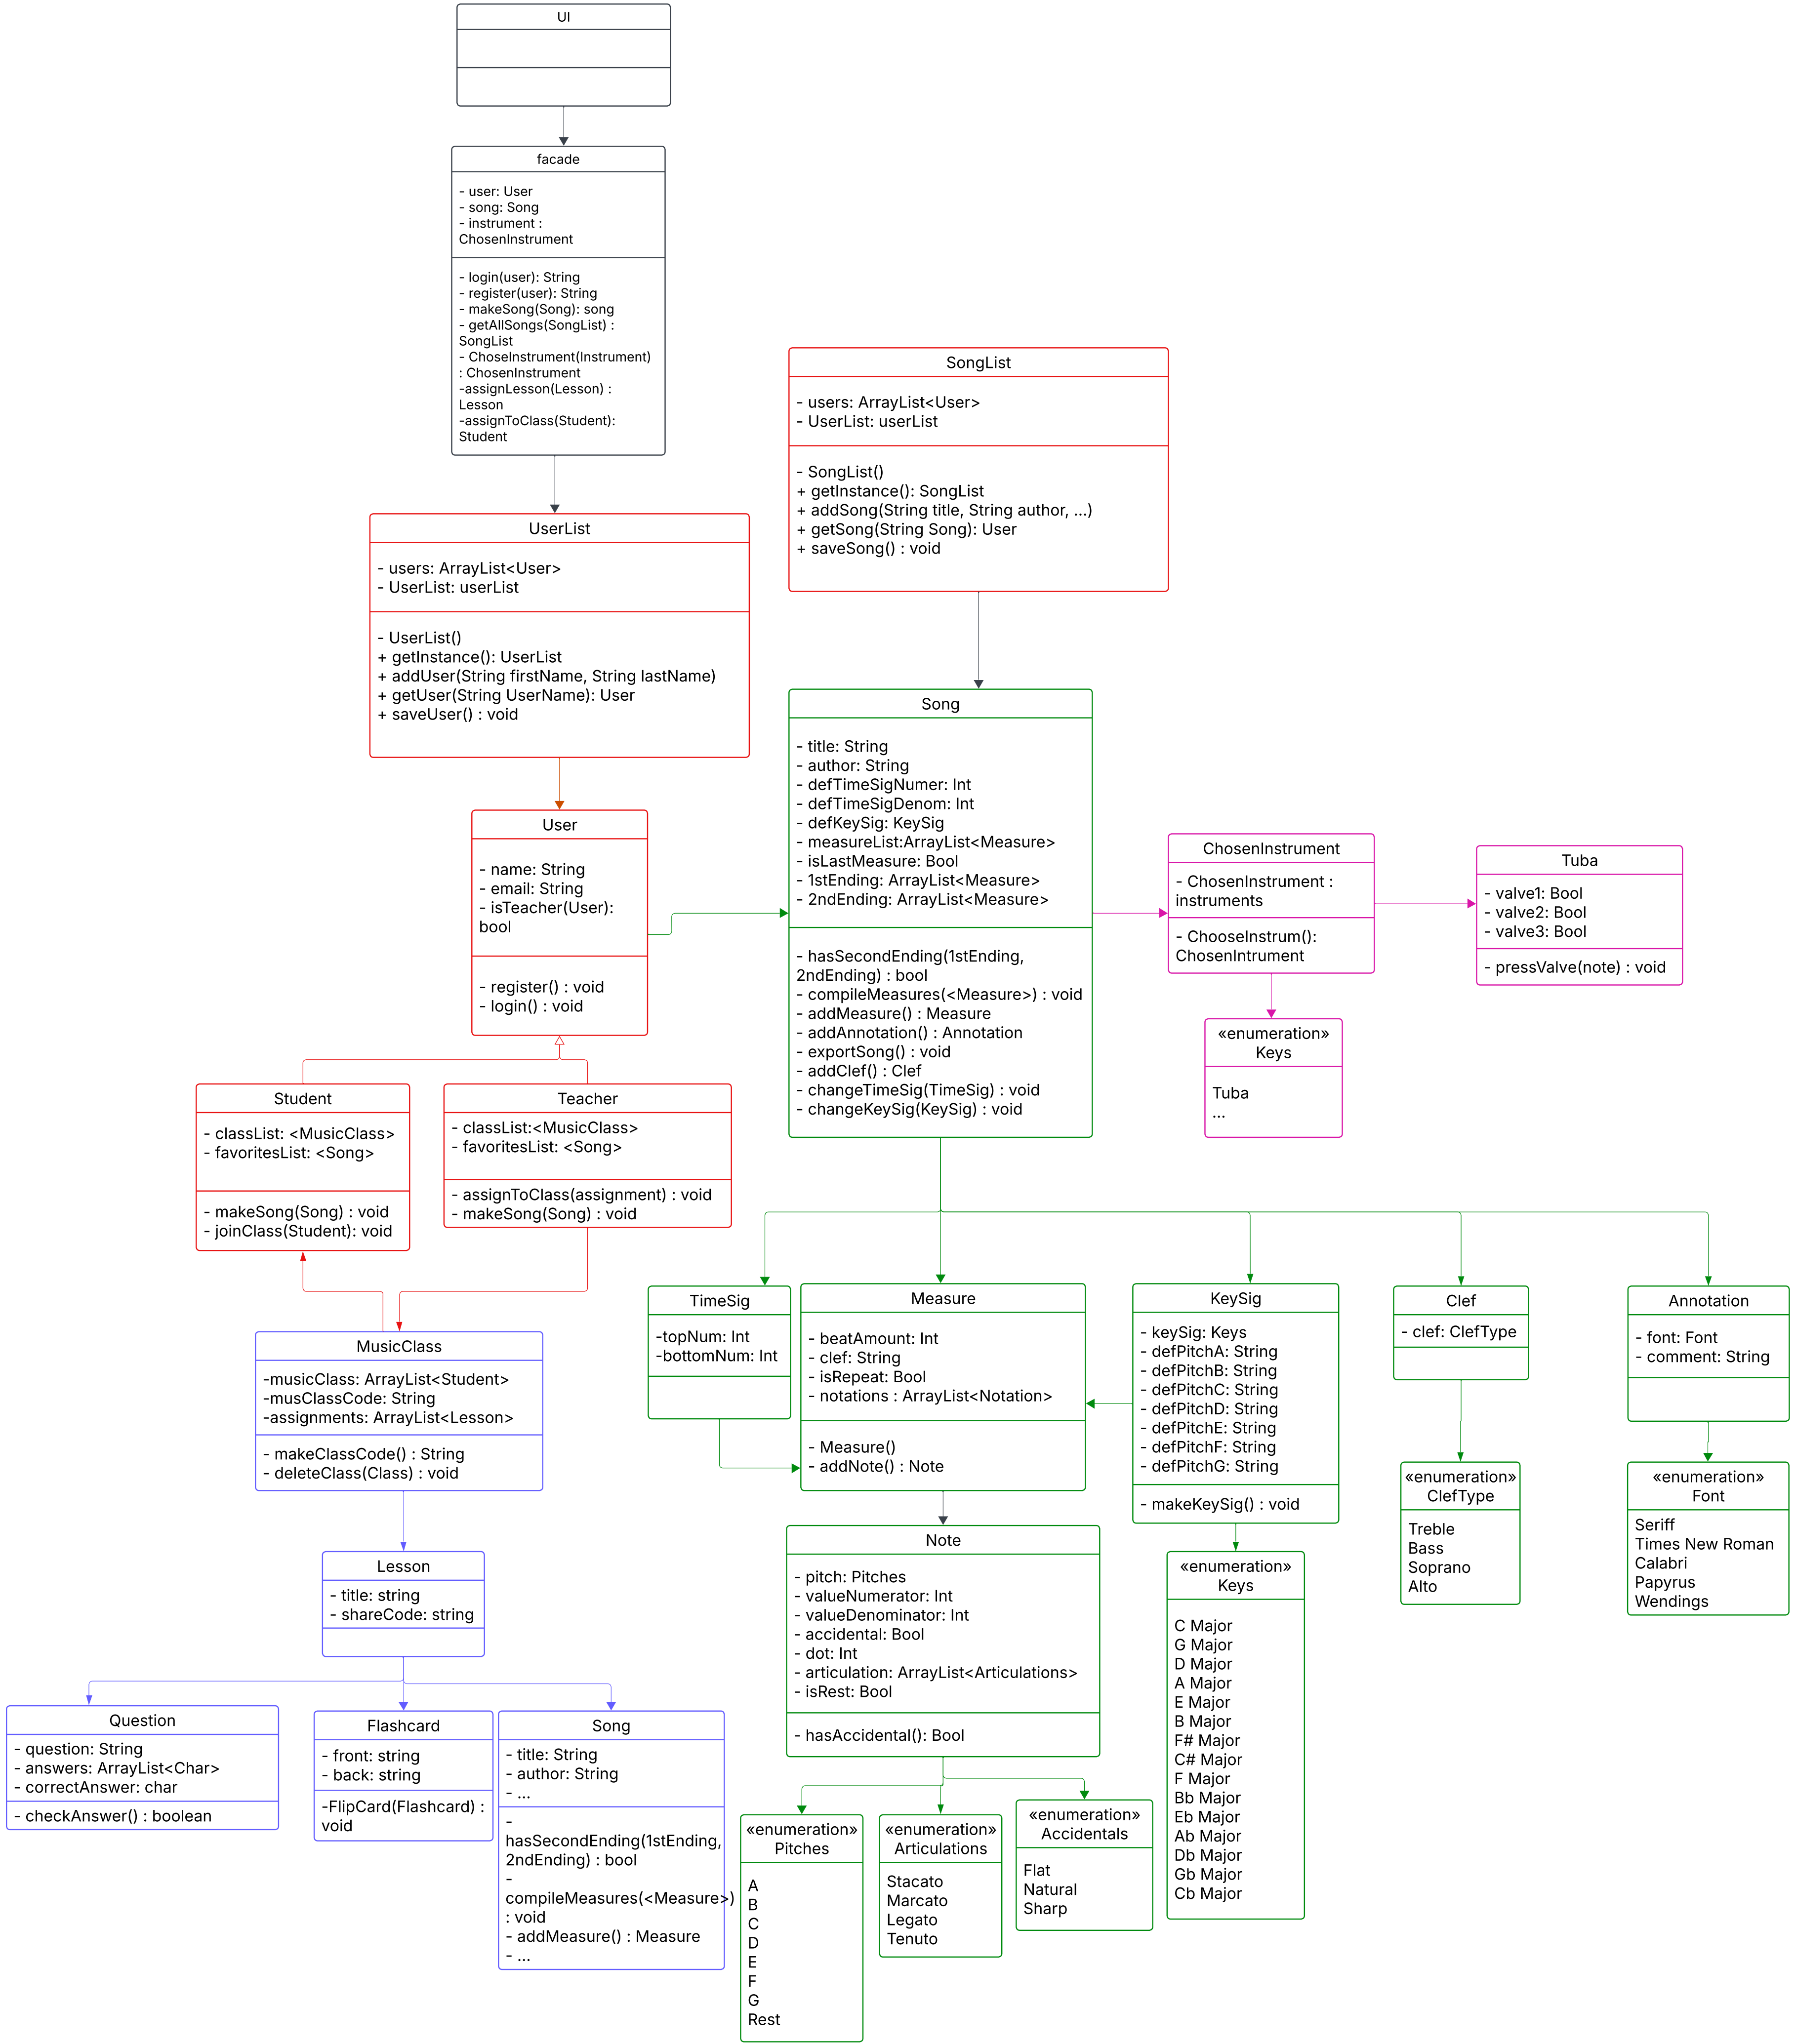 UI
facade
- user: User
- song: Song
- instrument :
ChosenInstrument
- login(user): String
- register(user): String
- makeSong(Song): song
- getAllSongs(SongList) :
SongList
- ChoseInstrument(Instrument)
: ChosenInstrument
-assignLesson(Lesson) :
Lesson
-assignToClass(Student):
Student
SongList
- users: ArrayList<User>
- UserList: userList
- SongList()
+ getInstance(): SongList
+ addSong(String title, String author, ...)
+ getSong(String Song): User
+ saveSong() : void
UserList
- users: ArrayList<User>
- UserList: userList
- UserList()
+ getInstance(): UserList
+ addUser(String firstName, String lastName)
+ getUser(String UserName): User
+ saveUser() : void
Song
- title: String
- author: String
- defTimeSigNumer: Int
- defTimeSigDenom: Int
- defKeySig: KeySig
- measureList:ArrayList<Measure>
- isLastMeasure: Bool
- 1stEnding: ArrayList<Measure>
- 2ndEnding: ArrayList<Measure>
- hasSecondEnding(1stEnding,
2ndEnding) : bool
- compileMeasures(<Measure>) : void
- addMeasure() : Measure
- addAnnotation() : Annotation
- exportSong() : void
- addClef() : Clef
- changeTimeSig(TimeSig) : void
- changeKeySig(KeySig) : void
User
- name: String
- email: String
- isTeacher(User):
bool
- register() : void
- login() : void
ChosenInstrument
- ChosenInstrument :
instruments
- ChooseInstrum():
ChosenIntrument
Tuba
- valve1: Bool
- valve2: Bool
- valve3: Bool
- pressValve(note) : void
«enumeration»
Keys
Tuba
...
Student
- classList: <MusicClass>
- favoritesList: <Song>
- makeSong(Song) : void
- joinClass(Student): void
Teacher
- classList:<MusicClass>
- favoritesList: <Song>
- assignToClass(assignment) : void
- makeSong(Song) : void
MusicClass
-musicClass: ArrayList<Student>
-musClassCode: String
-assignments: ArrayList<Lesson>
- makeClassCode() : String
- deleteClass(Class) : void
TimeSig
-topNum: Int
-bottomNum: Int
Measure
- beatAmount: Int
- clef: String
- isRepeat: Bool
- notations : ArrayList<Notation>
- Measure()
- addNote() : Note
KeySig
- keySig: Keys
- defPitchA: String
- defPitchB: String
- defPitchC: String
- defPitchD: String
- defPitchE: String
- defPitchF: String
- defPitchG: String
- makeKeySig() : void
Clef
- clef: ClefType
Annotation
- font: Font
- comment: String
«enumeration»
ClefType
Treble
Bass
Soprano
Alto
«enumeration»
Font
Seriff
Times New Roman
Calabri
Papyrus
Wendings
Lesson
- title: string
- shareCode: string
Note
- pitch: Pitches
- valueNumerator: Int
- valueDenominator: Int
- accidental: Bool
- dot: Int
- articulation: ArrayList<Articulations>
- isRest: Bool
- hasAccidental(): Bool
«enumeration»
Keys
C Major
G Major
D Major
A Major
E Major
B Major
F# Major
C# Major
F Major
Bb Major
Eb Major
Ab Major
Db Major
Gb Major
Cb Major
Question
- question: String
- answers: ArrayList<Char>
- correctAnswer: char
- checkAnswer() : boolean
Flashcard
- front: string
- back: string
-FlipCard(Flashcard) :
void
Song
- title: String
- author: String
- ...
-
hasSecondEnding(1stEnding,
2ndEnding) : bool
-
compileMeasures(<Measure>)
: void
- addMeasure() : Measure
- ...
«enumeration»
Pitches
A
B
C
D
E
F
G
Rest
«enumeration»
Articulations
Stacato
Marcato
Legato
Tenuto
«enumeration»
Accidentals
Flat
Natural
Sharp